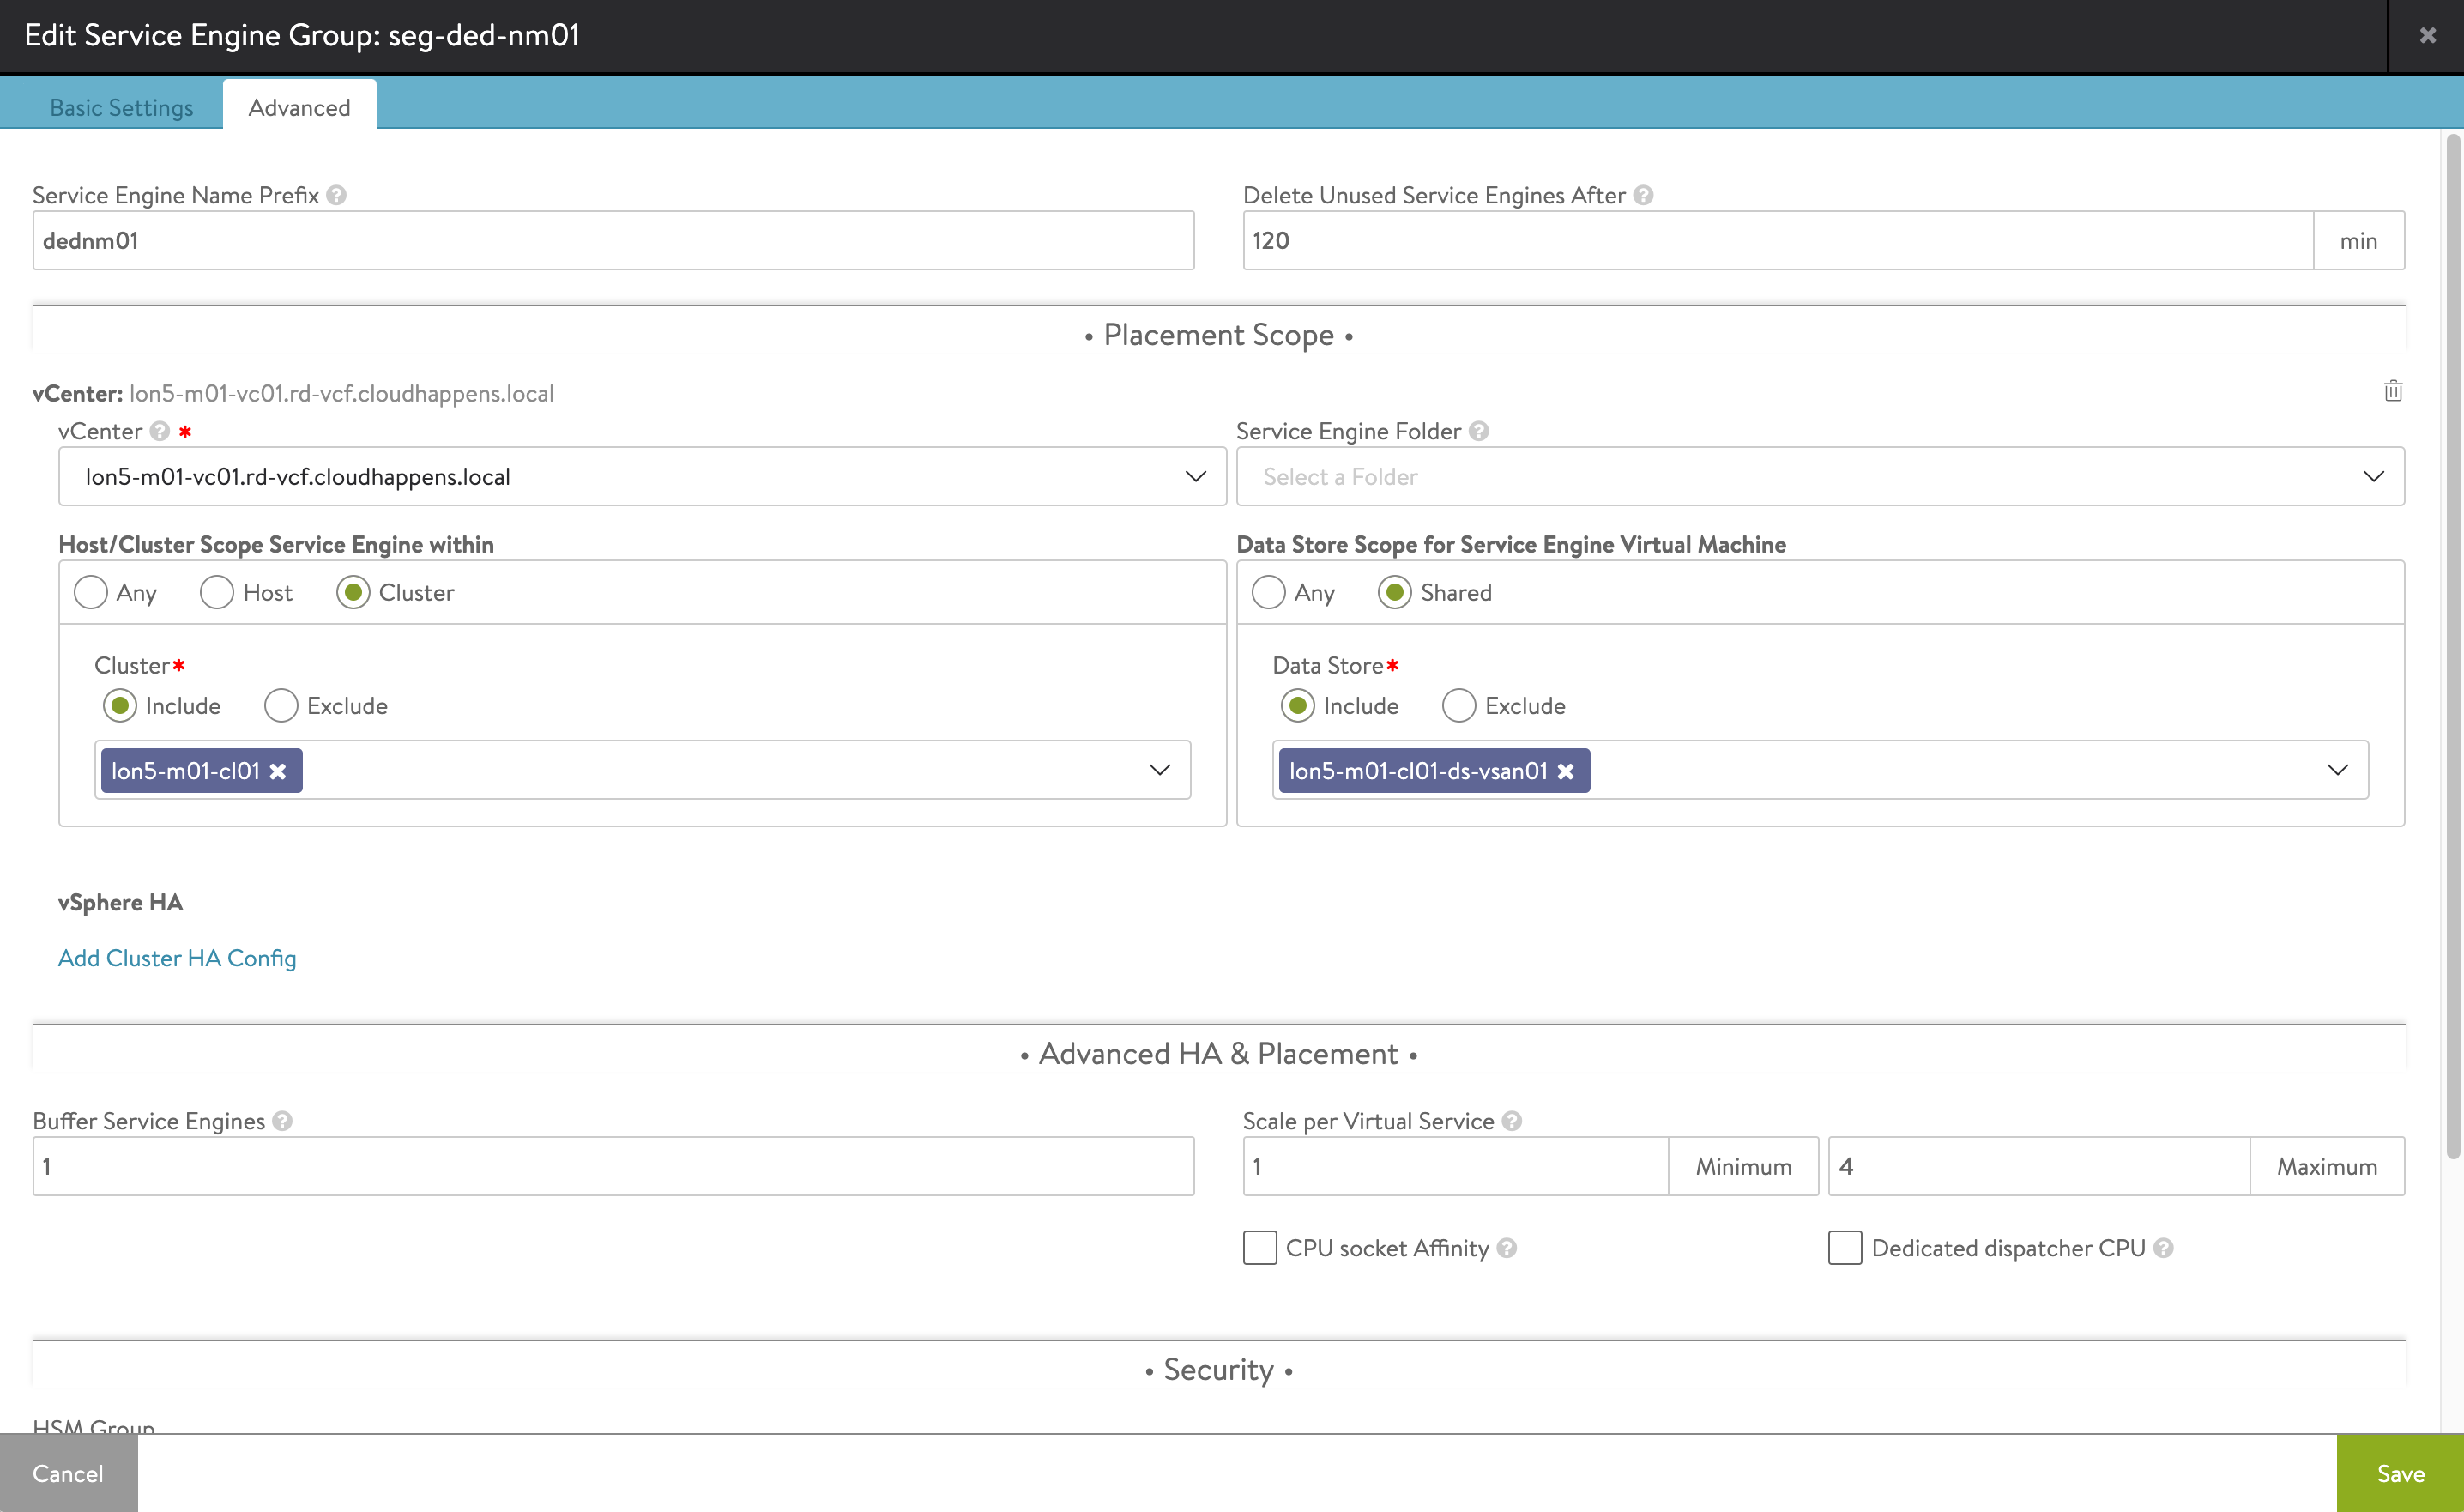 Edit Service Engine Group: seg-ded-nm01
Basic Settings
Advanced
Service Engine Name Prefix
dednm01
Delete Unused Service Engines After
120
min
• Placement Scope •
vCenter: lon5-m01-vc01.rd-vcf.cloudhappens.local
vCenter *
lon5-m01-vc01.rd-vcf.cloudhappens.local
Service Engine Folder
Select a Folder
Host/Cluster Scope Service Engine within
Any
Host
Cluster
Cluster*
Include
Exclude
lon5-m01-cl01
Data Store Scope for Service Engine Virtual Machine
Any
Shared
Data Store*
Include
Exclude
lon5-m01-cl01-ds-vsan01
vSphere HA
Add Cluster HA Config
• Advanced HA & Placement •
Buffer Service Engines
1
Scale per Virtual Service
1
Minimum
4
Maximum
CPU socket Affinity
Dedicated dispatcher CPU
• Security •
HSM Group
Cancel
Save